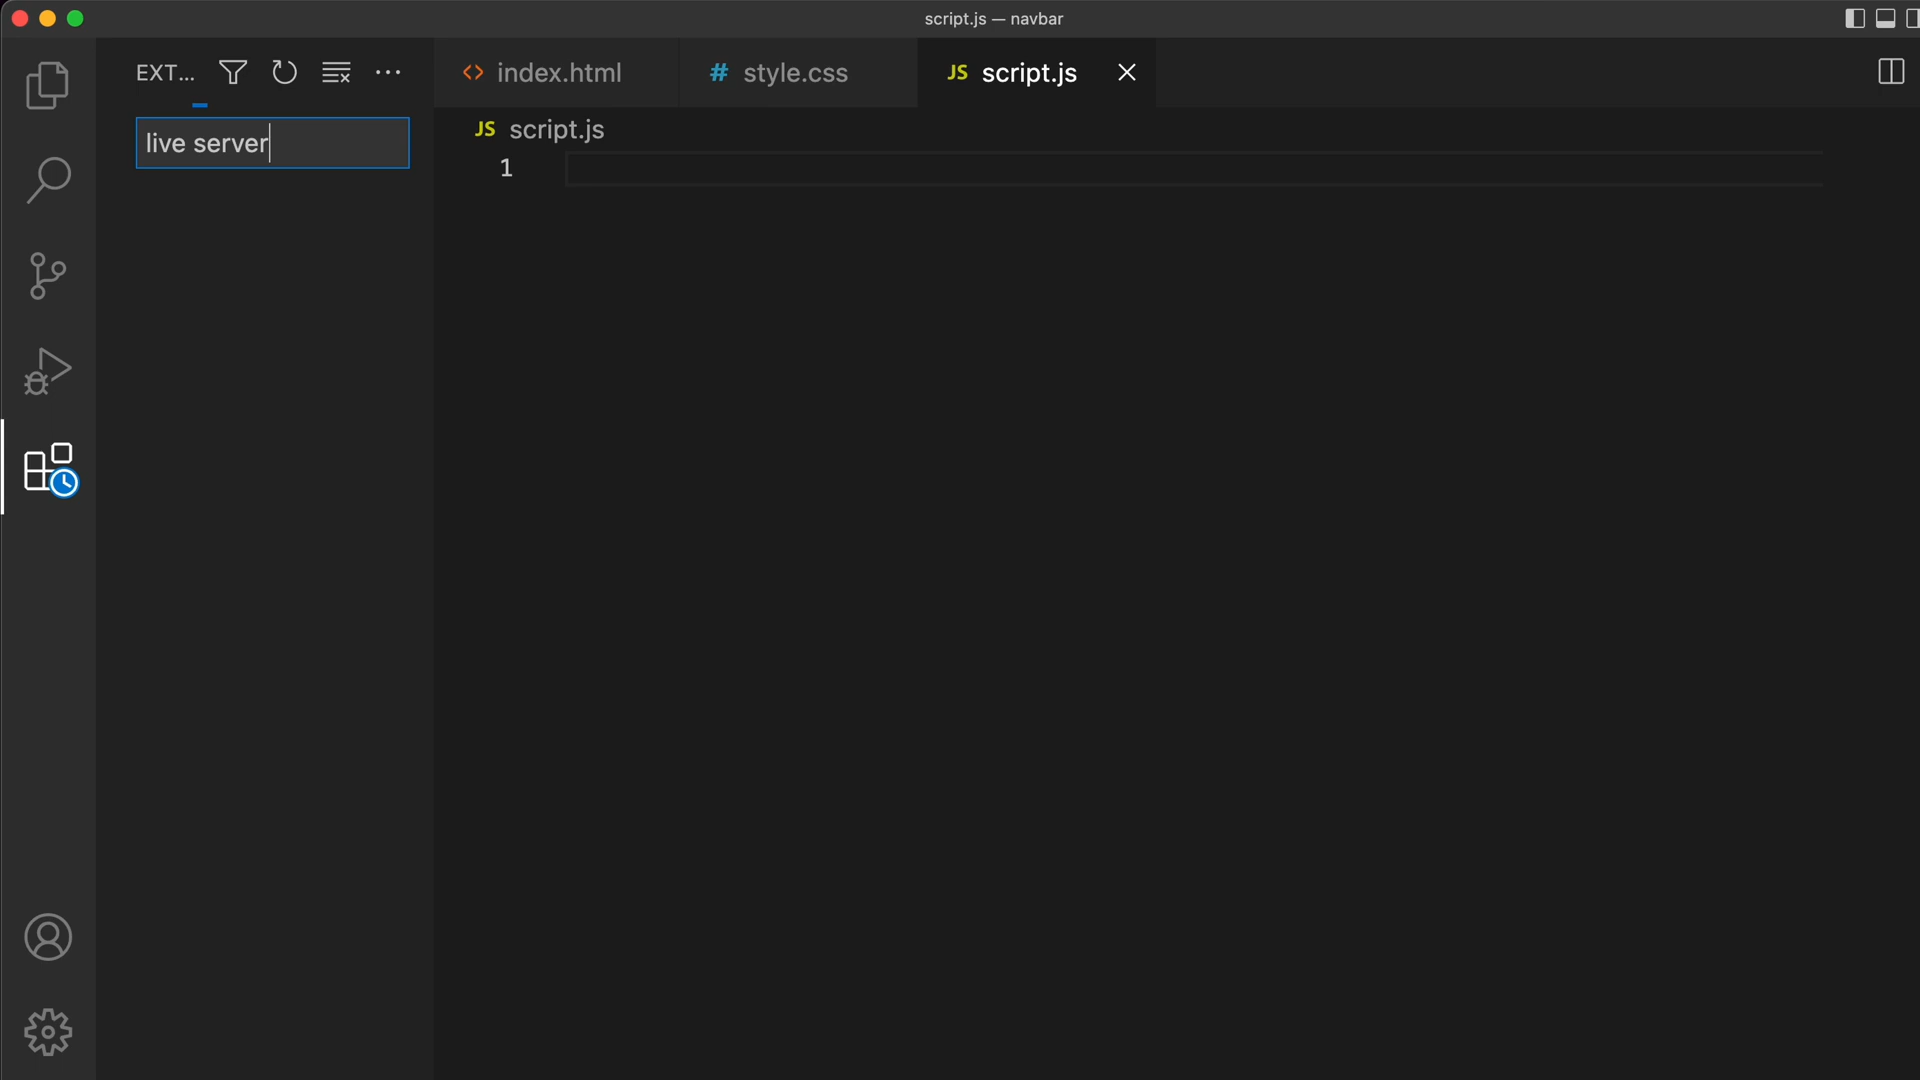 script.js — navbar
EXT...
index.html
# style.css
JS script.js
live server
JS script.js
1